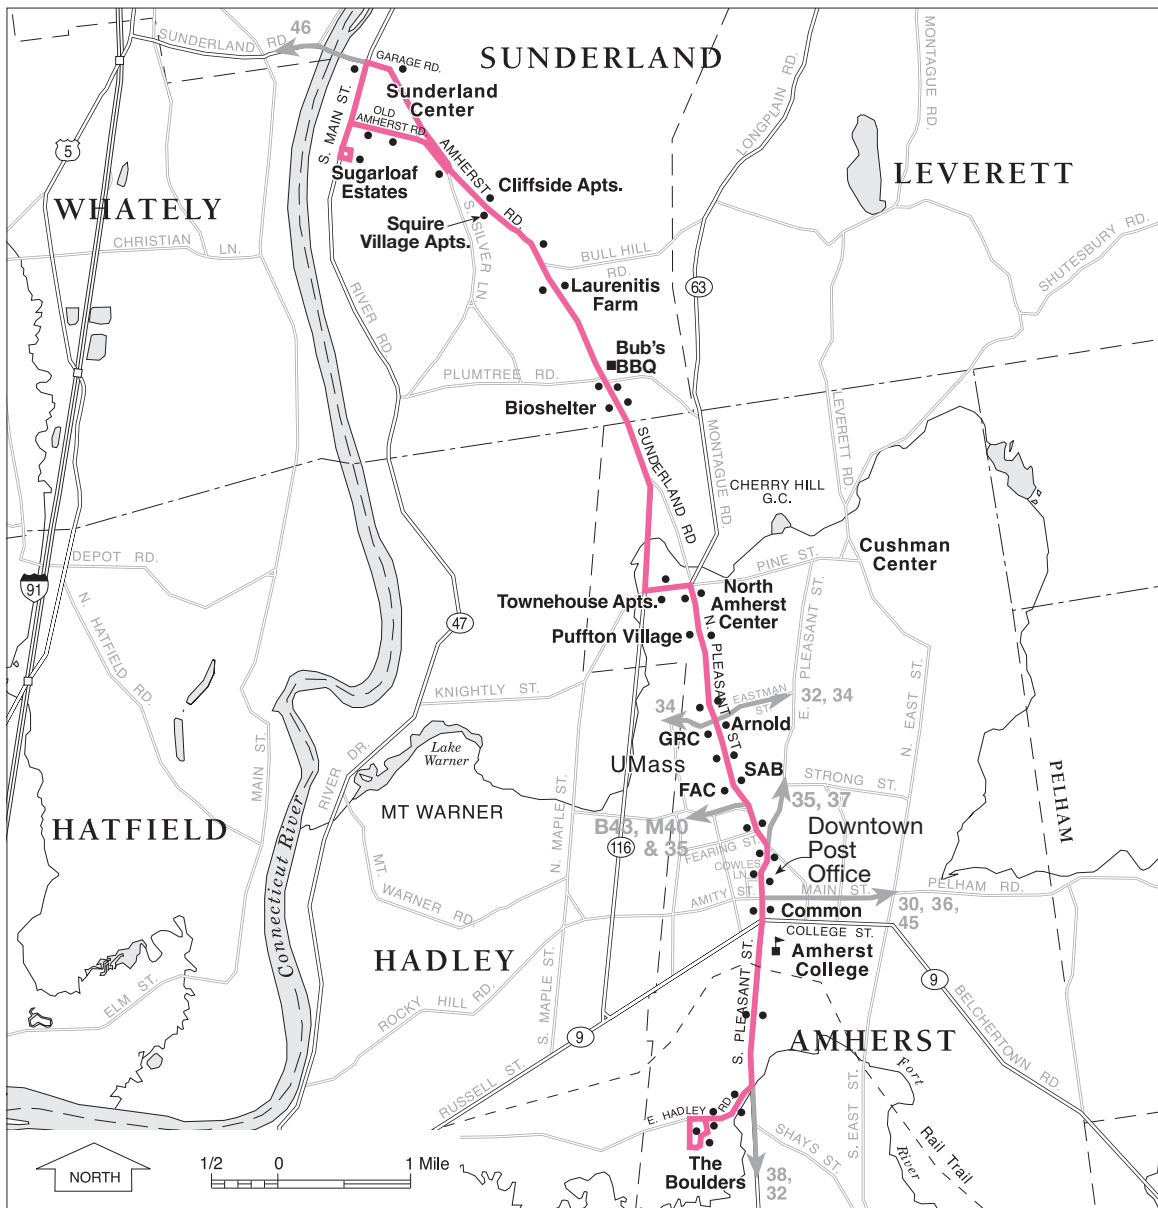 46
SUNDERLAND RD.
GARAGE RD.
SUNDERLAND
MONTAGUE RD.
LONGPLAIN RD.
Sunderland
Center
S. MAIN ST.
OLD
AMHERST RD.
5
AMHERST RD.
LEVERETT
Sugarloaf
Estates
Cliffside Apts.
WHATELY
S. SILVER LN.
Squire
Village Apts.
CHRISTIAN LN.
BULL HILL
RD.
SHUTESBURY RD.
RIVER RD.
Laurenitis
Farm
63
Bub's
BBQ
PLUMTREE RD.
Bioshelter
LEVERETT RD.
SUNDERLAND RD
MONTAGUE RD.
CHERRY HILL
G.C.
Cushman
Center
DEPOT RD.
PINE ST.
91
N. HATFIELD RD.
Townehouse Apts.
North
Amherst
Center
47
Puffton Village
N. PLEASANT ST.
E. PLEASANT ST.
N. EAST ST.
KNIGHTLY ST.
EASTMAN
ST.
32, 34
34
Arnold
GRC
MAIN ST.
RIVER DR.
Lake
Warner
UMass
SAB
STRONG ST.
PELHAM
FAC
35, 37
MT WARNER
N. MAPLE ST.
HATFIELD
B43, M40
& 35
Downtown
Post
Office
116
FEARING ST.
COWLES
LN.
MT. WARNER RD.
AMITY ST.
MAIN ST.
PELHAM RD.
30, 36,
45
Common
Connecticut River
COLLEGE ST.
HADLEY
Amherst
College
ELM ST.
ROCKY HILL RD.
S. MAPLE ST.
9
9
S. PLEASANT ST.
BELCHERTOWN RD.
AMHERST
RUSSELL ST.
Fort
River
E. HADLEY RD.
S. EAST ST.
SHAYS ST.
Rail Trail
NORTH
1/2 0 1 Mile
The
Boulders
38,
32